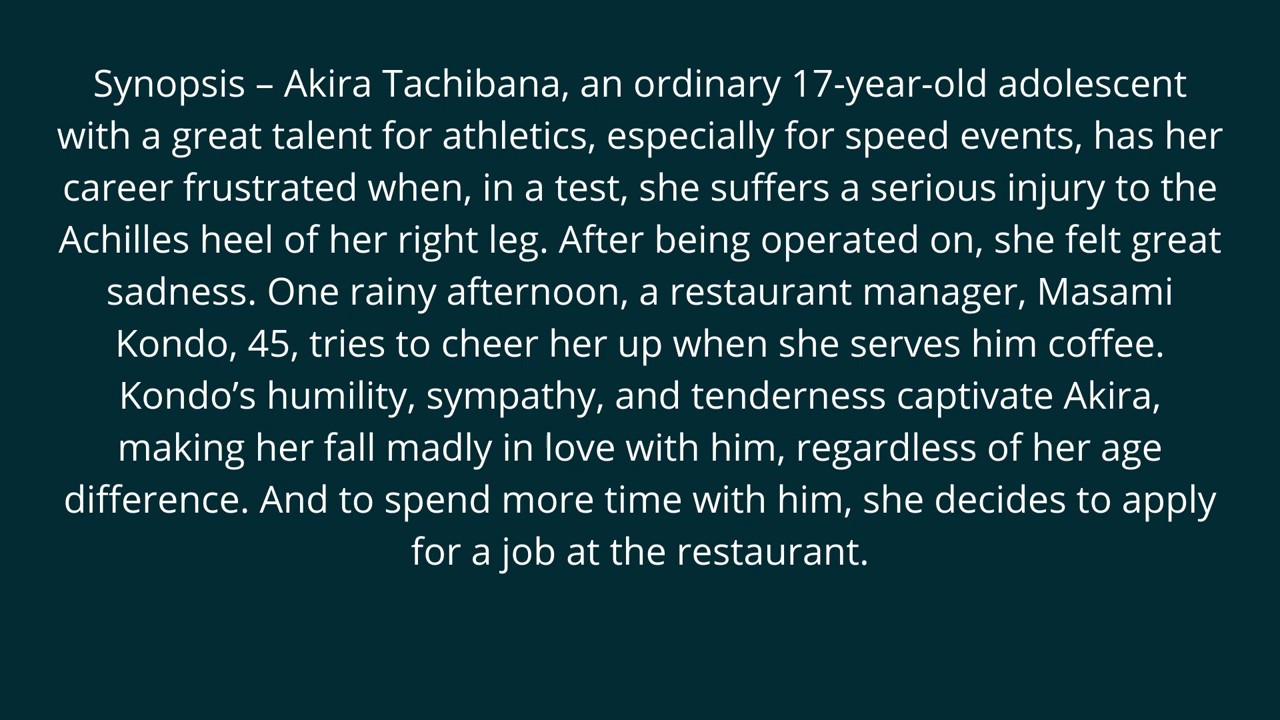 Synopsis – Akira Tachibana, an ordinary 17-year-old adolescent
with a great talent for athletics, especially for speed events, has her
career frustrated when, in a test, she suffers a serious injury to the
Achilles heel of her right leg. After being operated on, she felt great
sadness. One rainy afternoon, a restaurant manager, Masami
Kondo, 45, tries to cheer her up when she serves him coffee.
Kondo’s humility, sympathy, and tenderness captivate Akira,
making her fall madly in love with him, regardless of her age
difference. And to spend more time with him, she decides to apply
for a job at the restaurant.